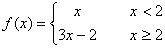 f(x) = { x    x < 2
3x − 2    x ≥ 2